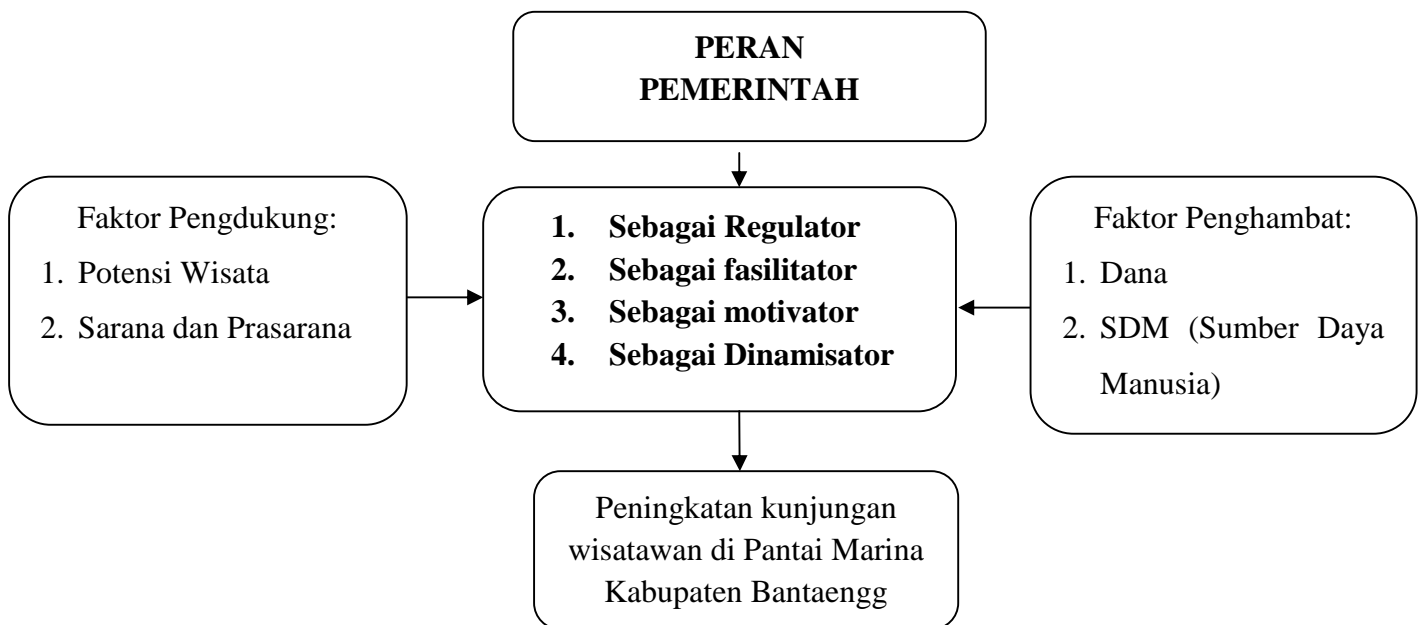 PERAN
PEMERINTAH
Faktor Pengdukung:
1. Potensi Wisata
2. Sarana dan Prasarana
1. Sebagai Regulator
2. Sebagai fasilitator
3. Sebagai motivator
4. Sebagai Dinamisator
Faktor Penghambat:
1. Dana
2. SDM (Sumber Daya
Manusia)
Peningkatan kunjungan
wisatawan di Pantai Marina
Kabupaten Bantaengg